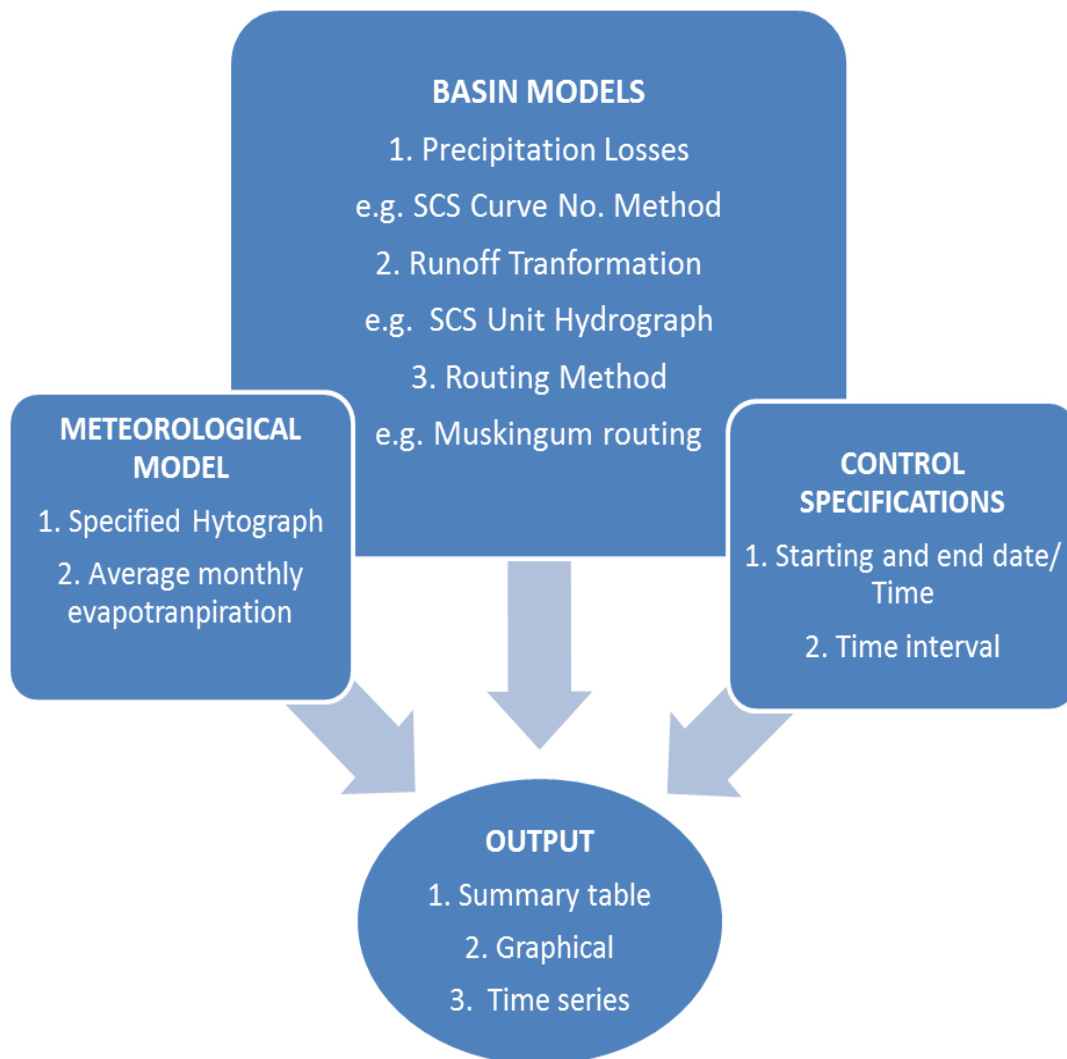 BASIN MODELS
1. Precipitation Losses
e.g. SCS Curve No. Method
2. Runoff Tranformation
e.g. SCS Unit Hydrograph
3. Routing Method
e.g. Muskingum routing
METEOROLOGICAL
MODEL
1. Specified Hytograph
2. Average monthly
evapotranpiration
CONTROL
SPECIFICATIONS
1. Starting and end date/
Time
2. Time interval
OUTPUT
1. Summary table
2. Graphical
3. Time series